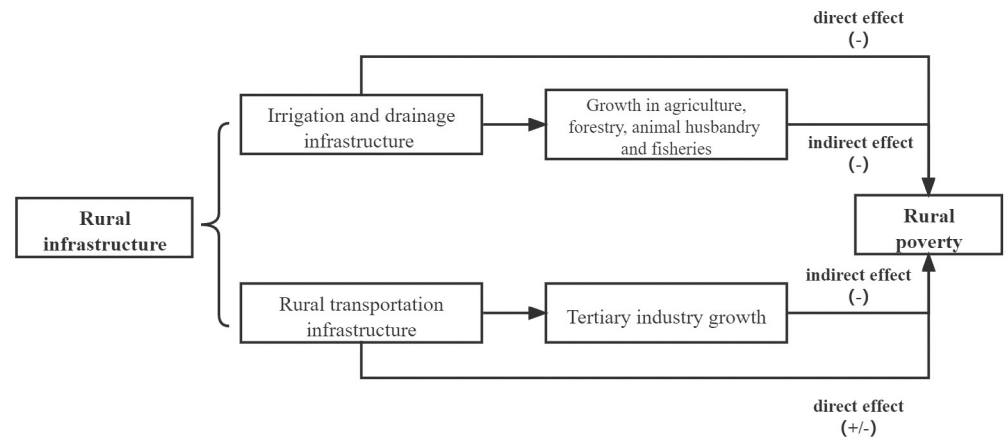 direct effect
(-)
Irrigation and drainage
infrastructure
Growth in agriculture,
forestry, animal husbandry
and fisheries
indirect effect
(-)
Rural
infrastructure
Rural
poverty
Rural transportation
infrastructure
Tertiary industry growth
indirect effect
(-)
direct effect
(+/-)